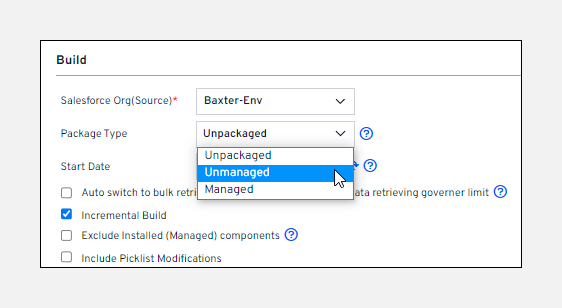 Build
Salesforce Org(Source)* Baxter-Env
Package Type Unpackaged
Unpackaged
Start Date
Unmanaged
Managed
Auto switch to bulk retri ata retrieving governer limit
Incremental Build
Exclude Installed (Managed) components
Include Picklist Modifications